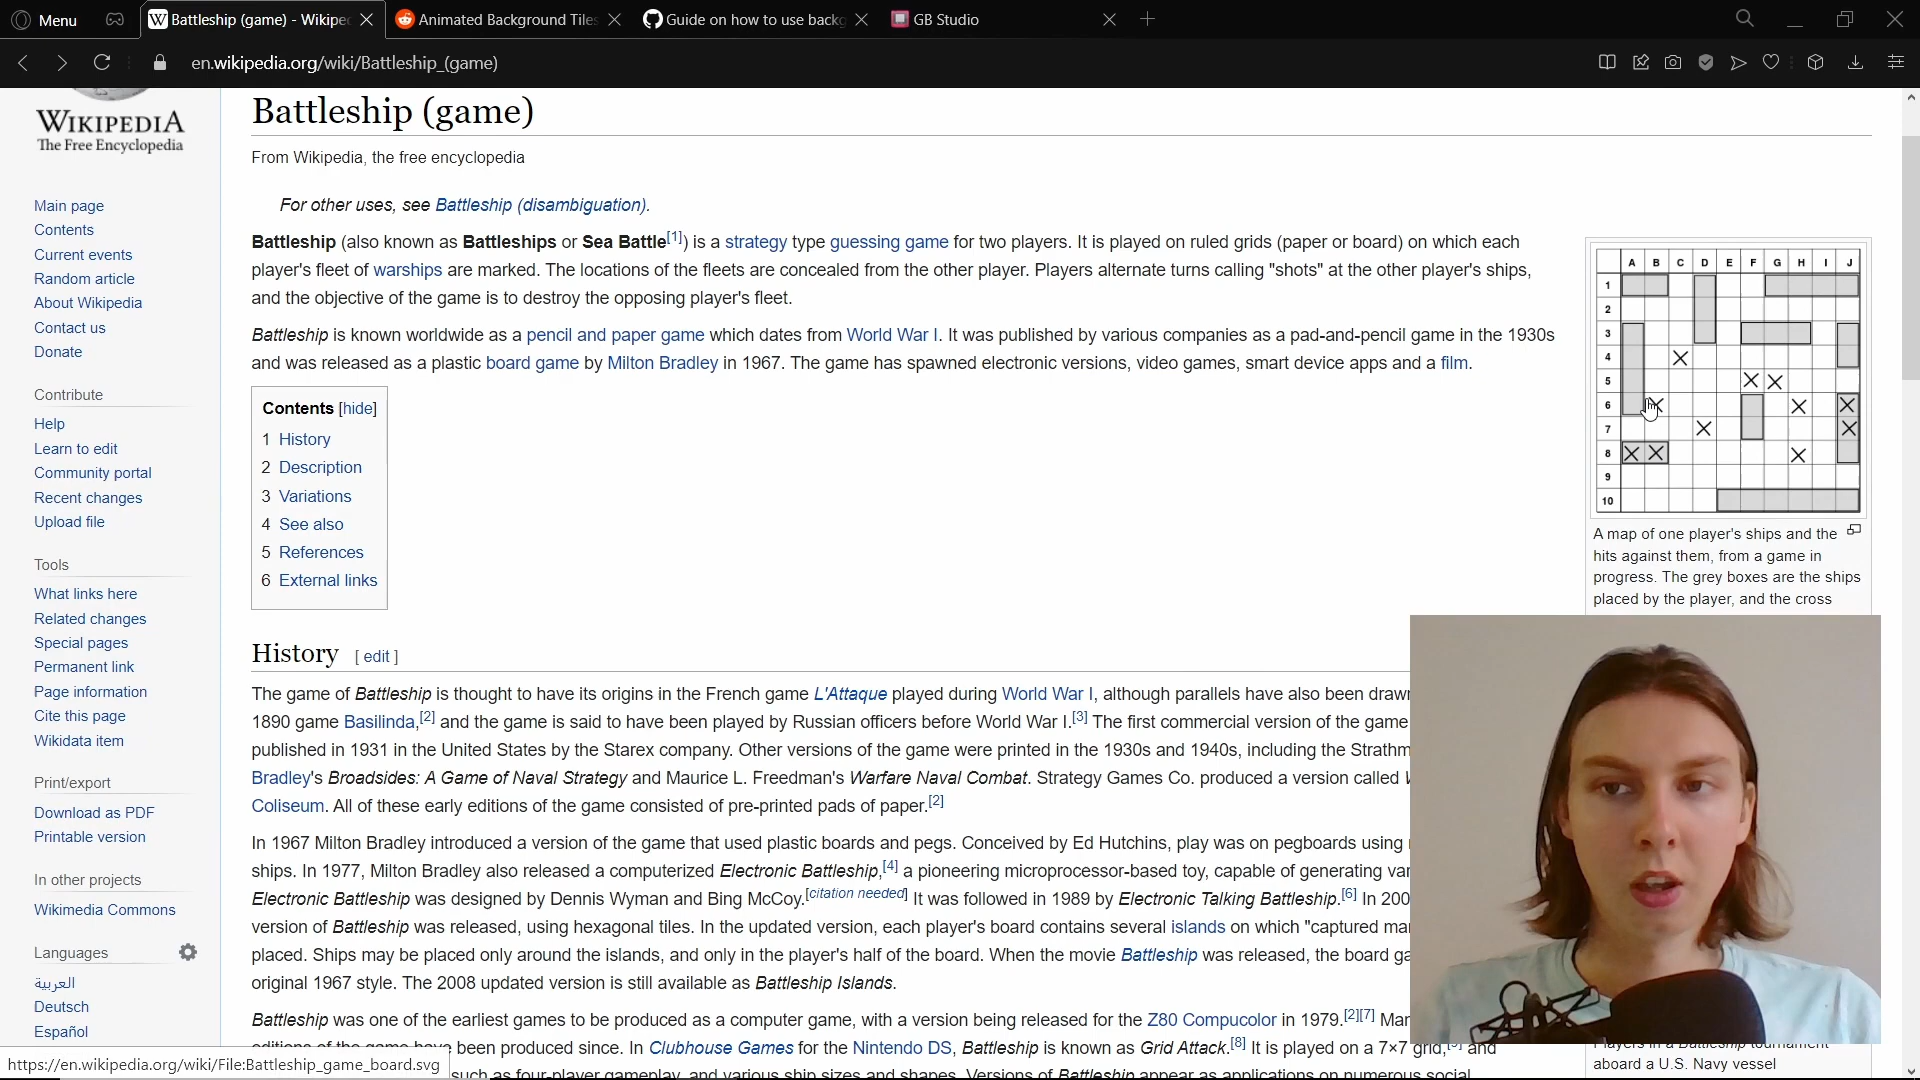 Menu
Battleship (game) - Wikipe
Animated Background Tiles
Guide on how to use backg
GB Studio
en.wikipedia.org/wiki/Battleship_(game)
WIKIPEDIA
The Free Encyclopedia
Main page
Contents
Current events
Random article
About Wikipedia
Contact us
Donate
Contribute
Help
Learn to edit
Community portal
Recent changes
Upload file
Tools
What links here
Related changes
Special pages
Permanent link
Page information
Cite this page
Wikidata item
Print/export
Download as PDF
Printable version
In other projects
Wikimedia Commons
Languages
العربية
Deutsch
Español
https://en.wikipedia.org/wiki/File:Battleship_game_board.svg
Battleship (game)
From Wikipedia, the free encyclopedia
For other uses, see Battleship (disambiguation).
Battleship (also known as Battleships or Sea Battle[1]) is a strategy type guessing game for two players. It is played on ruled grids (paper or board) on which each
player's fleet of warships are marked. The locations of the fleets are concealed from the other player. Players alternate turns calling "shots" at the other player's ships,
and the objective of the game is to destroy the opposing player's fleet.
Battleship is known worldwide as a pencil and paper game which dates from World War I. It was published by various companies as a pad-and-pencil game in the 1930s
and was released as a plastic board game by Milton Bradley in 1967. The game has spawned electronic versions, video games, smart device apps and a film.
Contents [hide]
1 History
2 Description
3 Variations
4 See also
5 References
6 External links
A B C D E F G H I J
1
2
3
4
5
6
7
8
9
10
A map of one player's ships and the
hits against them, from a game in
progress. The grey boxes are the ships
placed by the player, and the cross
History [ edit ]
The game of Battleship is thought to have its origins in the French game L'Attaque played during World War I, although parallels have also been drawn
1890 game Basilinda,[2] and the game is said to have been played by Russian officers before World War I.[3] The first commercial version of the game
published in 1931 in the United States by the Starex company. Other versions of the game were printed in the 1930s and 1940s, including the Strathm
Bradley's Broadsides: A Game of Naval Strategy and Maurice L. Freedman's Warfare Naval Combat. Strategy Games Co. produced a version called
Coliseum. All of these early editions of the game consisted of pre-printed pads of paper.[2]
In 1967 Milton Bradley introduced a version of the game that used plastic boards and pegs. Conceived by Ed Hutchins, play was on pegboards using
ships. In 1977, Milton Bradley also released a computerized Electronic Battleship,[4] a pioneering microprocessor-based toy, capable of generating var
Electronic Battleship was designed by Dennis Wyman and Bing McCoy.[citation needed] It was followed in 1989 by Electronic Talking Battleship.[6] In 200
version of Battleship was released, using hexagonal tiles. In the updated version, each player's board contains several islands on which "captured mar
placed. Ships may be placed only around the islands, and only in the player's half of the board. When the movie Battleship was released, the board ga
original 1967 style. The 2008 updated version is still available as Battleship Islands.
Battleship was one of the earliest games to be produced as a computer game, with a version being released for the Z80 Compucolor in 1979.[2][7] Mar
editions of the game have been produced since. In Clubhouse Games for the Nintendo DS, Battleship is known as Grid Attack.[8] It is played on a 7×7 grid, and
such as four-player gameplay, and various ship sizes and shapes. Versions of Battleship appear as applications on numerous social
Players in a Battleship tournament
aboard a U.S. Navy vessel